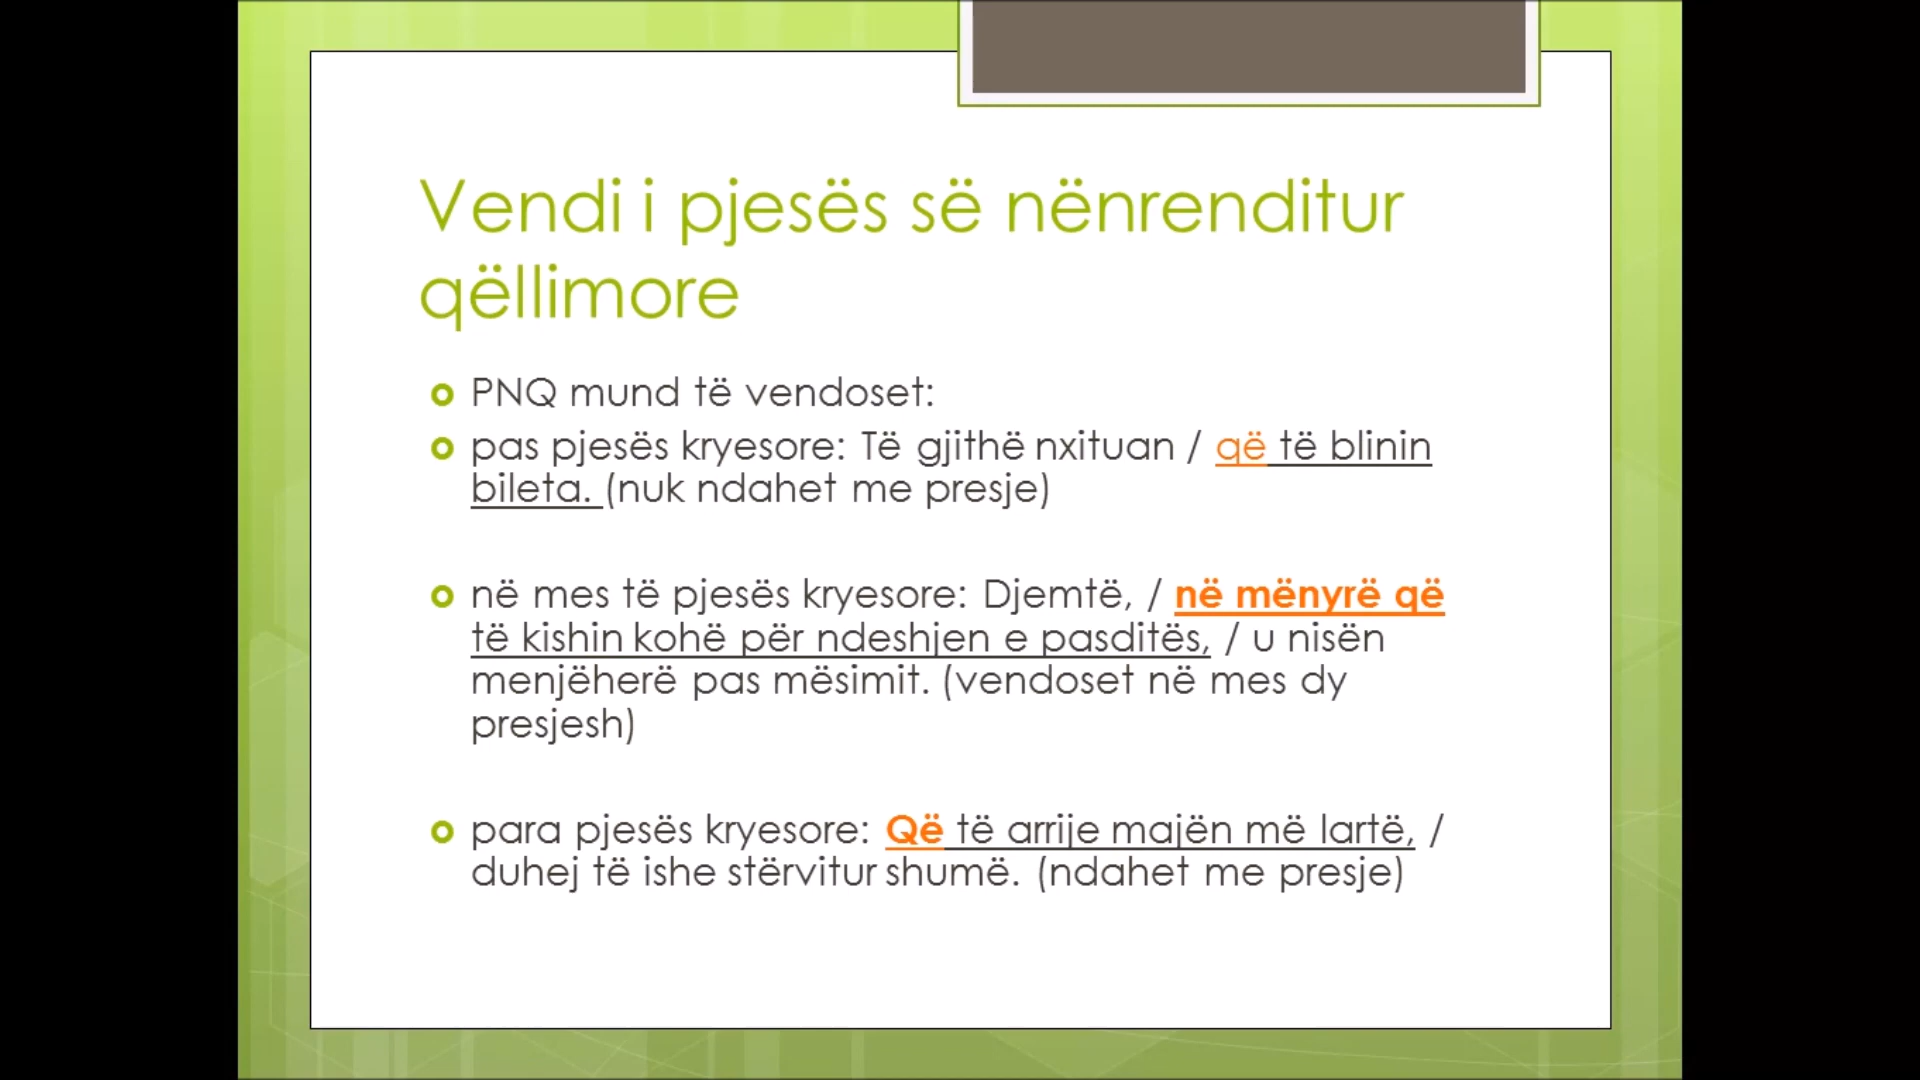 Vendi i pjesës së nënrenditur
qëllimore
PNQ mund të vendoset:
pas pjesës kryesore: Të gjithë nxituan / që të blinin
bileta. (nuk ndahet me presje)
në mes të pjesës kryesore: Djemtë, / në mënyrë që
të kishin kohë për ndeshjen e pasditës, / u nisën
menjëherë pas mësimit. (vendoset në mes dy
presjesh)
para pjesës kryesore: Që të arrije majën më lartë, /
duhej të ishe stërvitur shumë. (ndahet me presje)